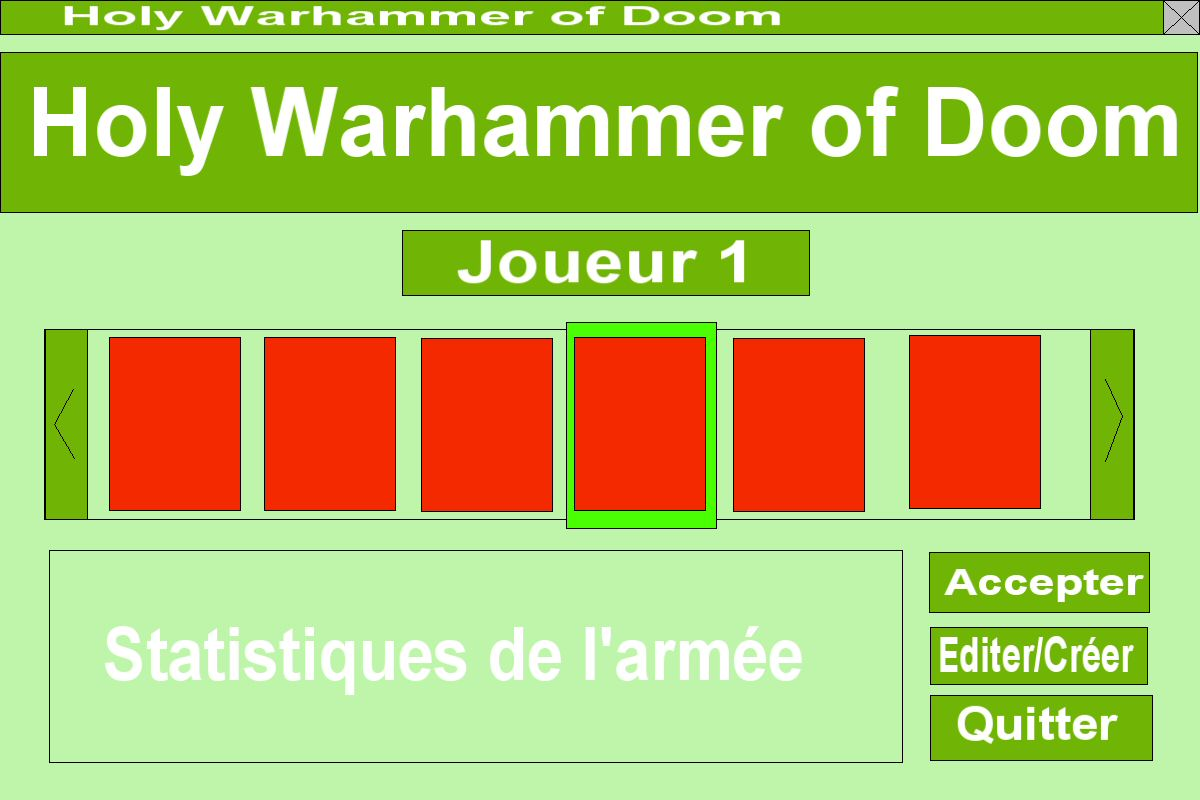 Holy Warhammer of Doom
Holy Warhammer of Doom
Joueur 1
Statistiques de l'armée
Accepter
Editer/Créer
Quitter